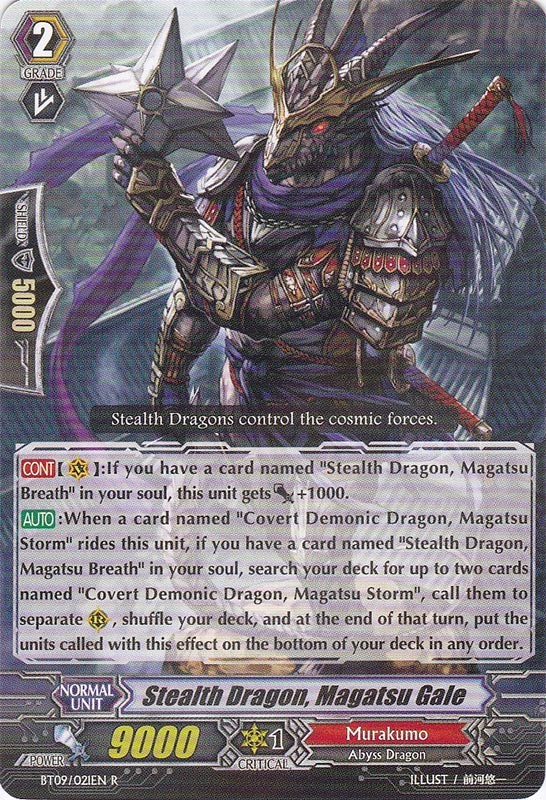 2
GRADE
SHIELD
5000
Stealth Dragons control the cosmic forces.
CONT【 V 】:If you have a card named "Stealth Dragon, Magatsu
Breath" in your soul, this unit gets +1000.
AUTO:When a card named "Covert Demonic Dragon, Magatsu
Storm" rides this unit, if you have a card named "Stealth Dragon,
Magatsu Breath" in your soul, search your deck for up to two cards
named "Covert Demonic Dragon, Magatsu Storm", call them to
separate R , shuffle your deck, and at the end of that turn, put the
units called with this effect on the bottom of your deck in any order.
NORMAL
UNIT
Stealth Dragon, Magatsu Gale
POWER
9000
1
CRITICAL
Murakumo
Abyss Dragon
BT09/021EN R
ILLUST / 前河悠一